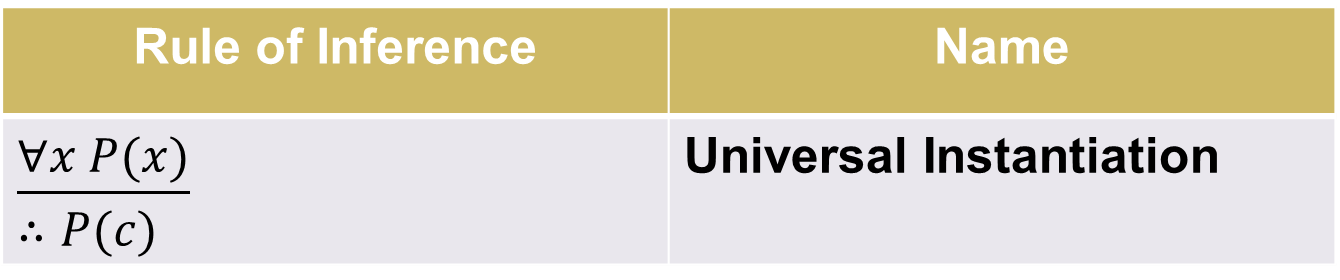 Rule of Inference
Name
∀𝑥 𝑃(𝑥)
∴ 𝑃(𝑐)
Universal Instantiation